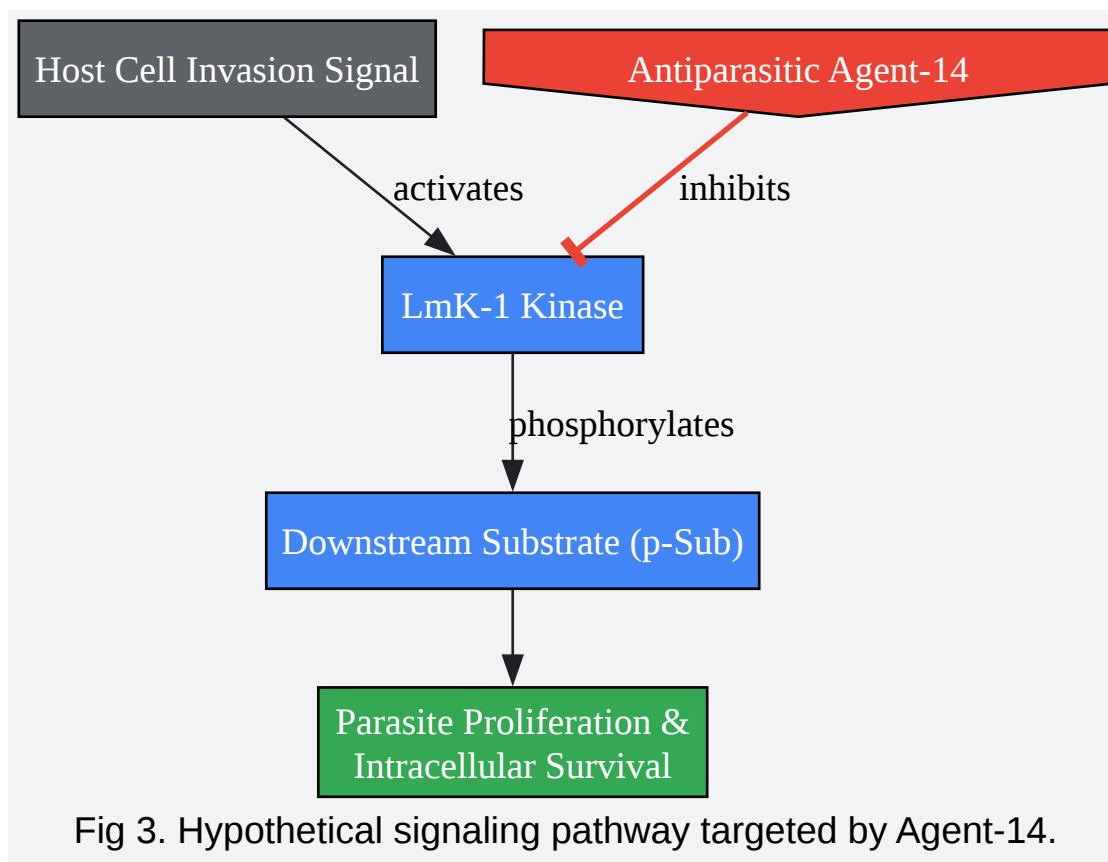 Host Cell Invasion Signal
Antiparasitic Agent-14
activates
inhibits
LmK-1 Kinase
phosphorylates
Downstream Substrate (p-Sub)
Parasite Proliferation &
Intracellular Survival
Fig 3. Hypothetical signaling pathway targeted by Agent-14.